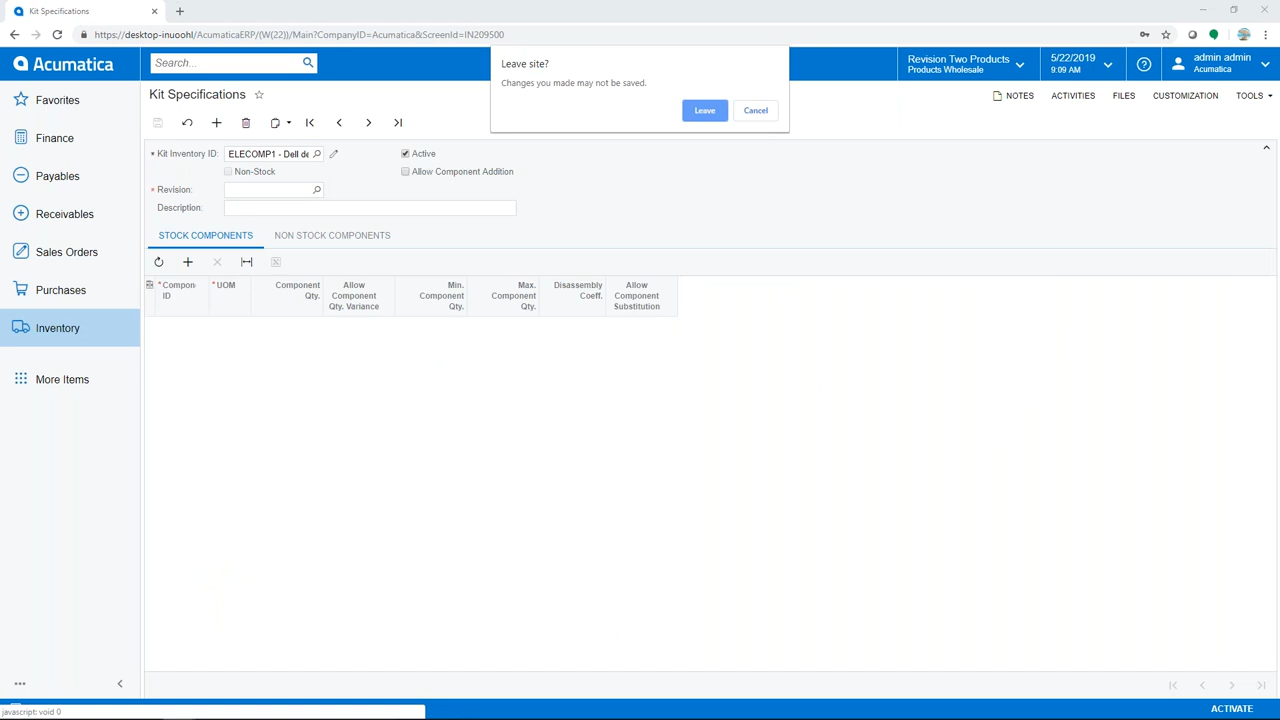 Kit Specifications
https://desktop-inuoohl/AcumaticaERP/(W(22))/Main?CompanyID=Acumatica&ScreenId=IN209500
Acumatica
Search...
Revision Two Products
Products Wholesale
5/22/2019
9:09 AM
admin admin
Acumatica
Leave site?
Changes you made may not be saved.
Leave
Cancel
Favorites
Finance
Payables
Receivables
Sales Orders
Purchases
Inventory
More Items
Kit Specifications
NOTES
ACTIVITIES
FILES
CUSTOMIZATION
TOOLS
* Kit Inventory ID:
ELECOMP1 - Dell de
Active
Non-Stock
Allow Component Addition
* Revision:
Description:
STOCK COMPONENTS
NON STOCK COMPONENTS
* Compon
ID
* UOM
Component
Qty.
Allow
Component
Qty. Variance
Min.
Component
Qty.
Max.
Component
Qty.
Disassembly
Coeff.
Allow
Component
Substitution
javascript: void 0
ACTIVATE